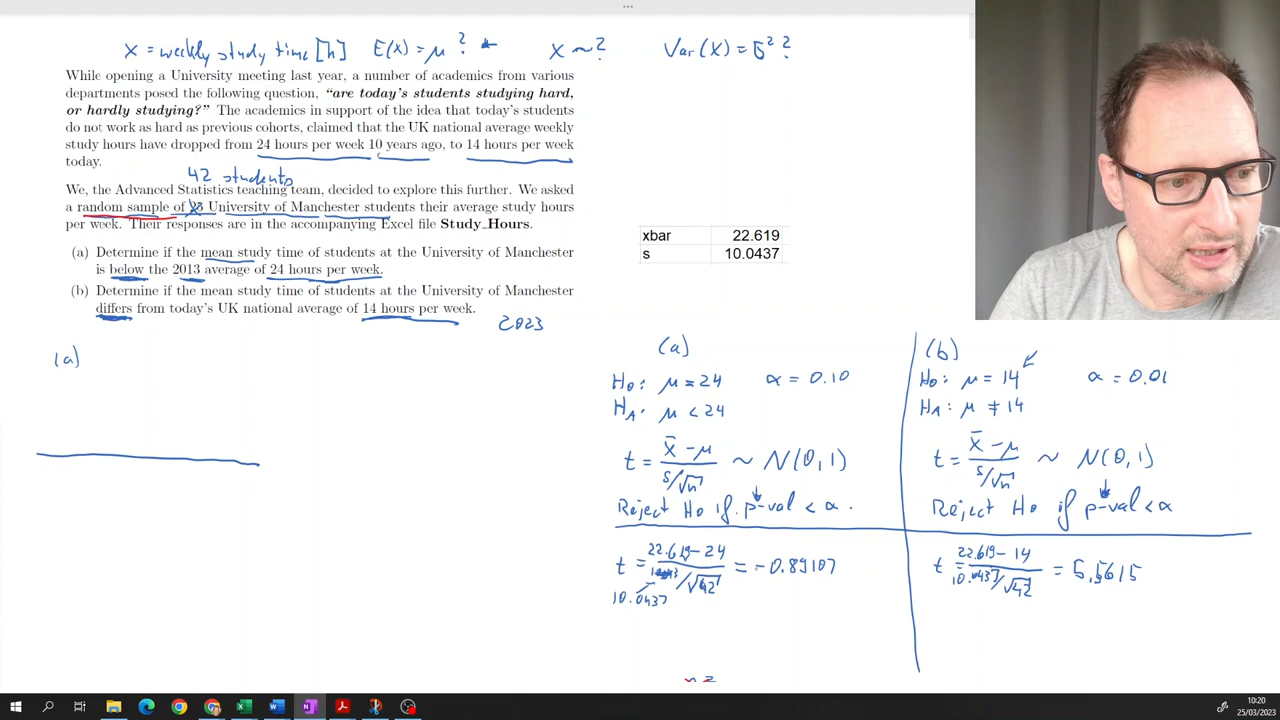 X = weekly study time [h] E(X) = μ ? X ~ ? Var(X) = σ² ?
While opening a University meeting last year, a number of academics from various
departments posed the following question, “are today's students studying hard,
or hardly studying?” The academics in support of the idea that today's students
do not work as hard as previous cohorts, claimed that the UK national average weekly
study hours have dropped from 24 hours per week 10 years ago, to 14 hours per week
today.
42 students
We, the Advanced Statistics teaching team, decided to explore this further. We asked
a random sample of University of Manchester students their average study hours
per week. Their responses are in the accompanying Excel file Study_Hours.
(a) Determine if the mean study time of students at the University of Manchester
is below the 2013 average of 24 hours per week.
(b) Determine if the mean study time of students at the University of Manchester
differs from today's UK national average of 14 hours per week.
2023
xbar 22.619
s 10.0437
(a)
(a)
H0: μ = 24 α = 0.10
HA: μ < 24
t = x̄ - μ / s/√n ~ N(0,1)
Reject H0 if p-val < α.
t = 22.619 - 24 / /√42 = -0.89107
10.0437
(b)
H0: μ = 14 α = 0.01
HA: μ ≠ 14
t = x̄ - μ / s/√n ~ N(0,1)
Reject H0 if p-val < α
t = 22.619 - 14 / 10.0437/√42 = 5.5615
10:20
25/03/2023